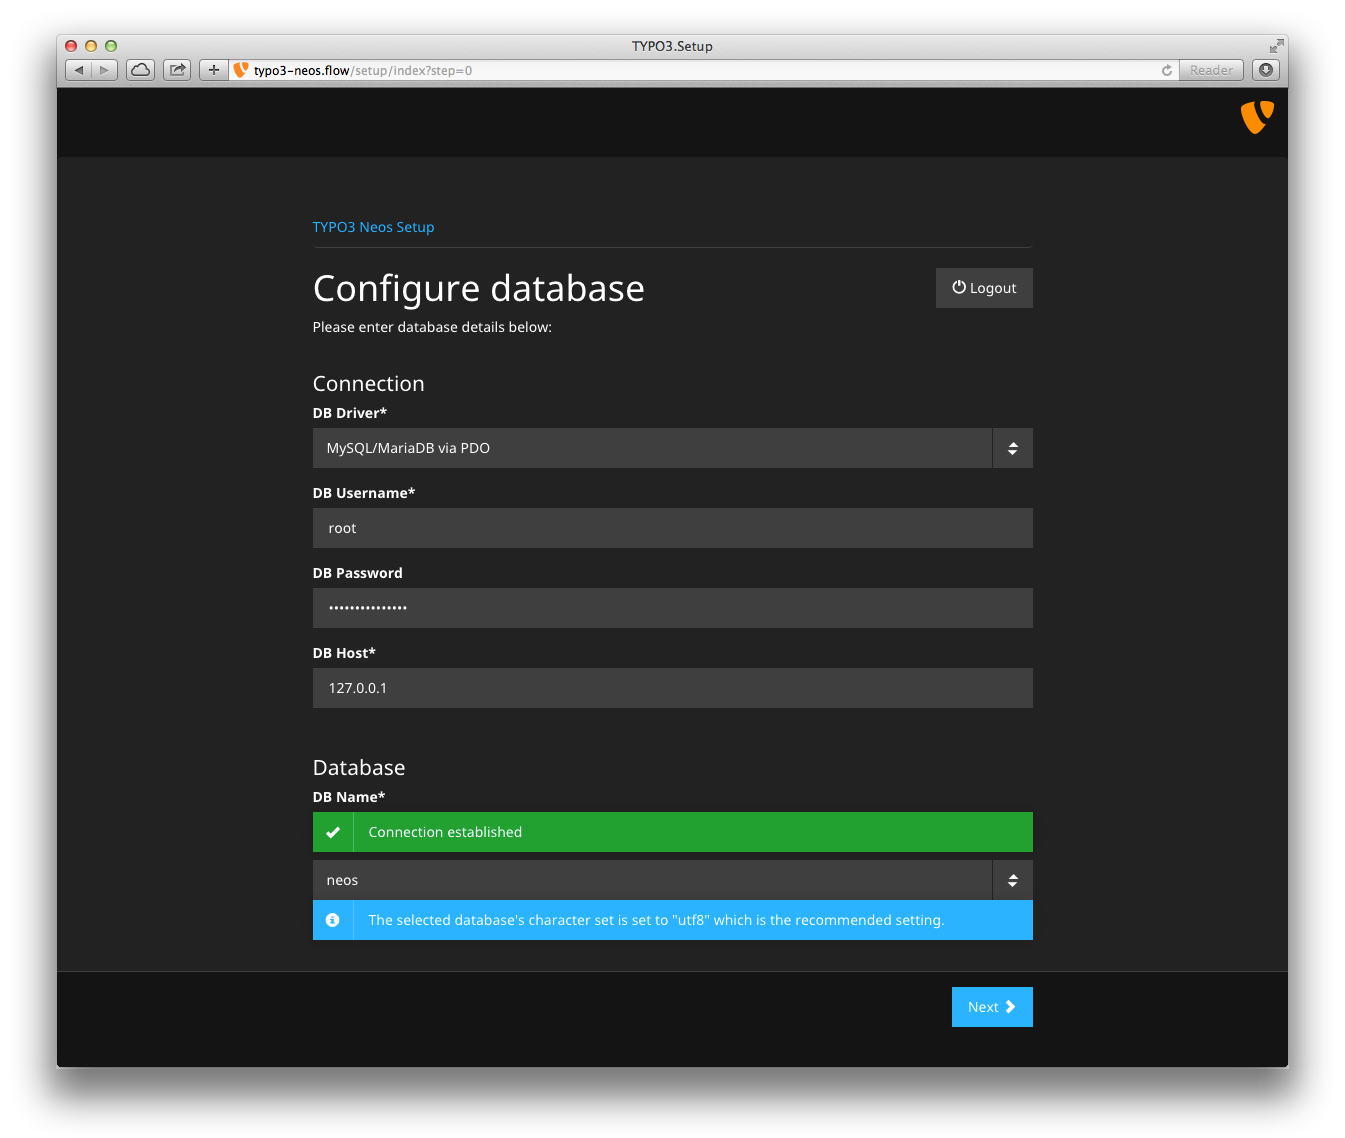 TYPO3.Setup
typo3-neos.flow/setup/index?step=0
Reader
TYPO3 Neos Setup
Configure database
Logout
Please enter database details below:
Connection
DB Driver*
MySQL/MariaDB via PDO
DB Username*
root
DB Password
•••••••••••••••
DB Host*
127.0.0.1
Database
DB Name*
Connection established
neos
The selected database's character set is set to "utf8" which is the recommended setting.
Next